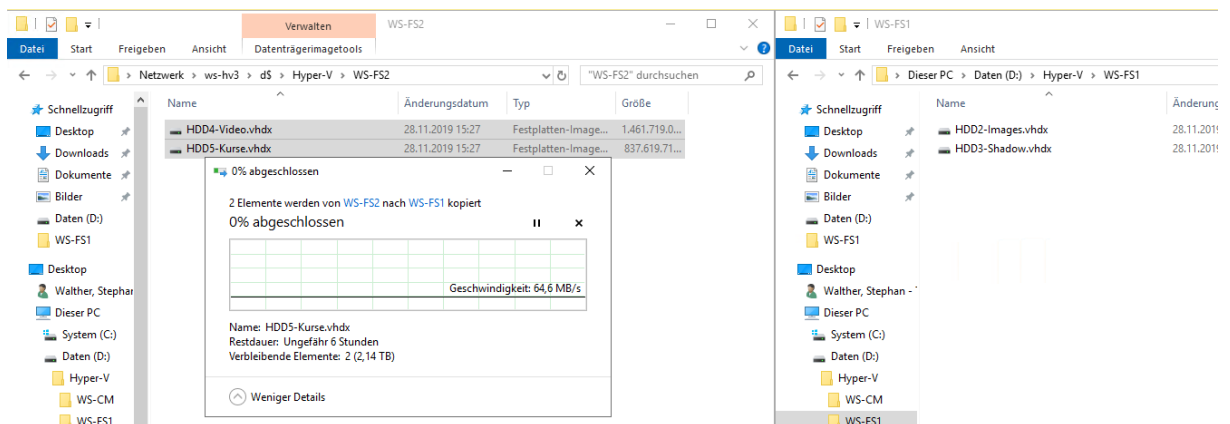 Verwalten WS-FS2
Datei Start Freigeben Ansicht Datenträgerimagetools
Netzwerk > ws-hv3 > d$ > Hyper-V > WS-FS2
"WS-FS2" durchsuchen
Name Änderungsdatum Typ Größe
HDD4-Video.vhdx 28.11.2019 15:27 Festplatten-Image... 1.461.719.0...
HDD5-Kurse.vhdx 28.11.2019 15:27 Festplatten-Image... 837.619.71...
Schnellzugriff
Desktop
Downloads
Dokumente
Bilder
Daten (D:)
WS-FS1
Desktop
Walther, Stephan
Dieser PC
System (C:)
Daten (D:)
Hyper-V
WS-CM
WS-FS1
0% abgeschlossen
2 Elemente werden von WS-FS2 nach WS-FS1 kopiert
0% abgeschlossen
Geschwindigkeit: 64,6 MB/s
Name: HDD5-Kurse.vhdx
Restdauer: Ungefähr 6 Stunden
Verbleibende Elemente: 2 (2,14 TB)
Weniger Details
WS-FS1
Datei Start Freigeben Ansicht
Dieser PC > Daten (D:) > Hyper-V > WS-FS1
Name Änderung
HDD2-Images.vhdx 28.11.2019
HDD3-Shadow.vhdx 28.11.2019
Schnellzugriff
Desktop
Downloads
Dokumente
Bilder
Daten (D:)
WS-FS1
Desktop
Walther, Stephan -
Dieser PC
System (C:)
Daten (D:)
Hyper-V
WS-CM
WS-FS1